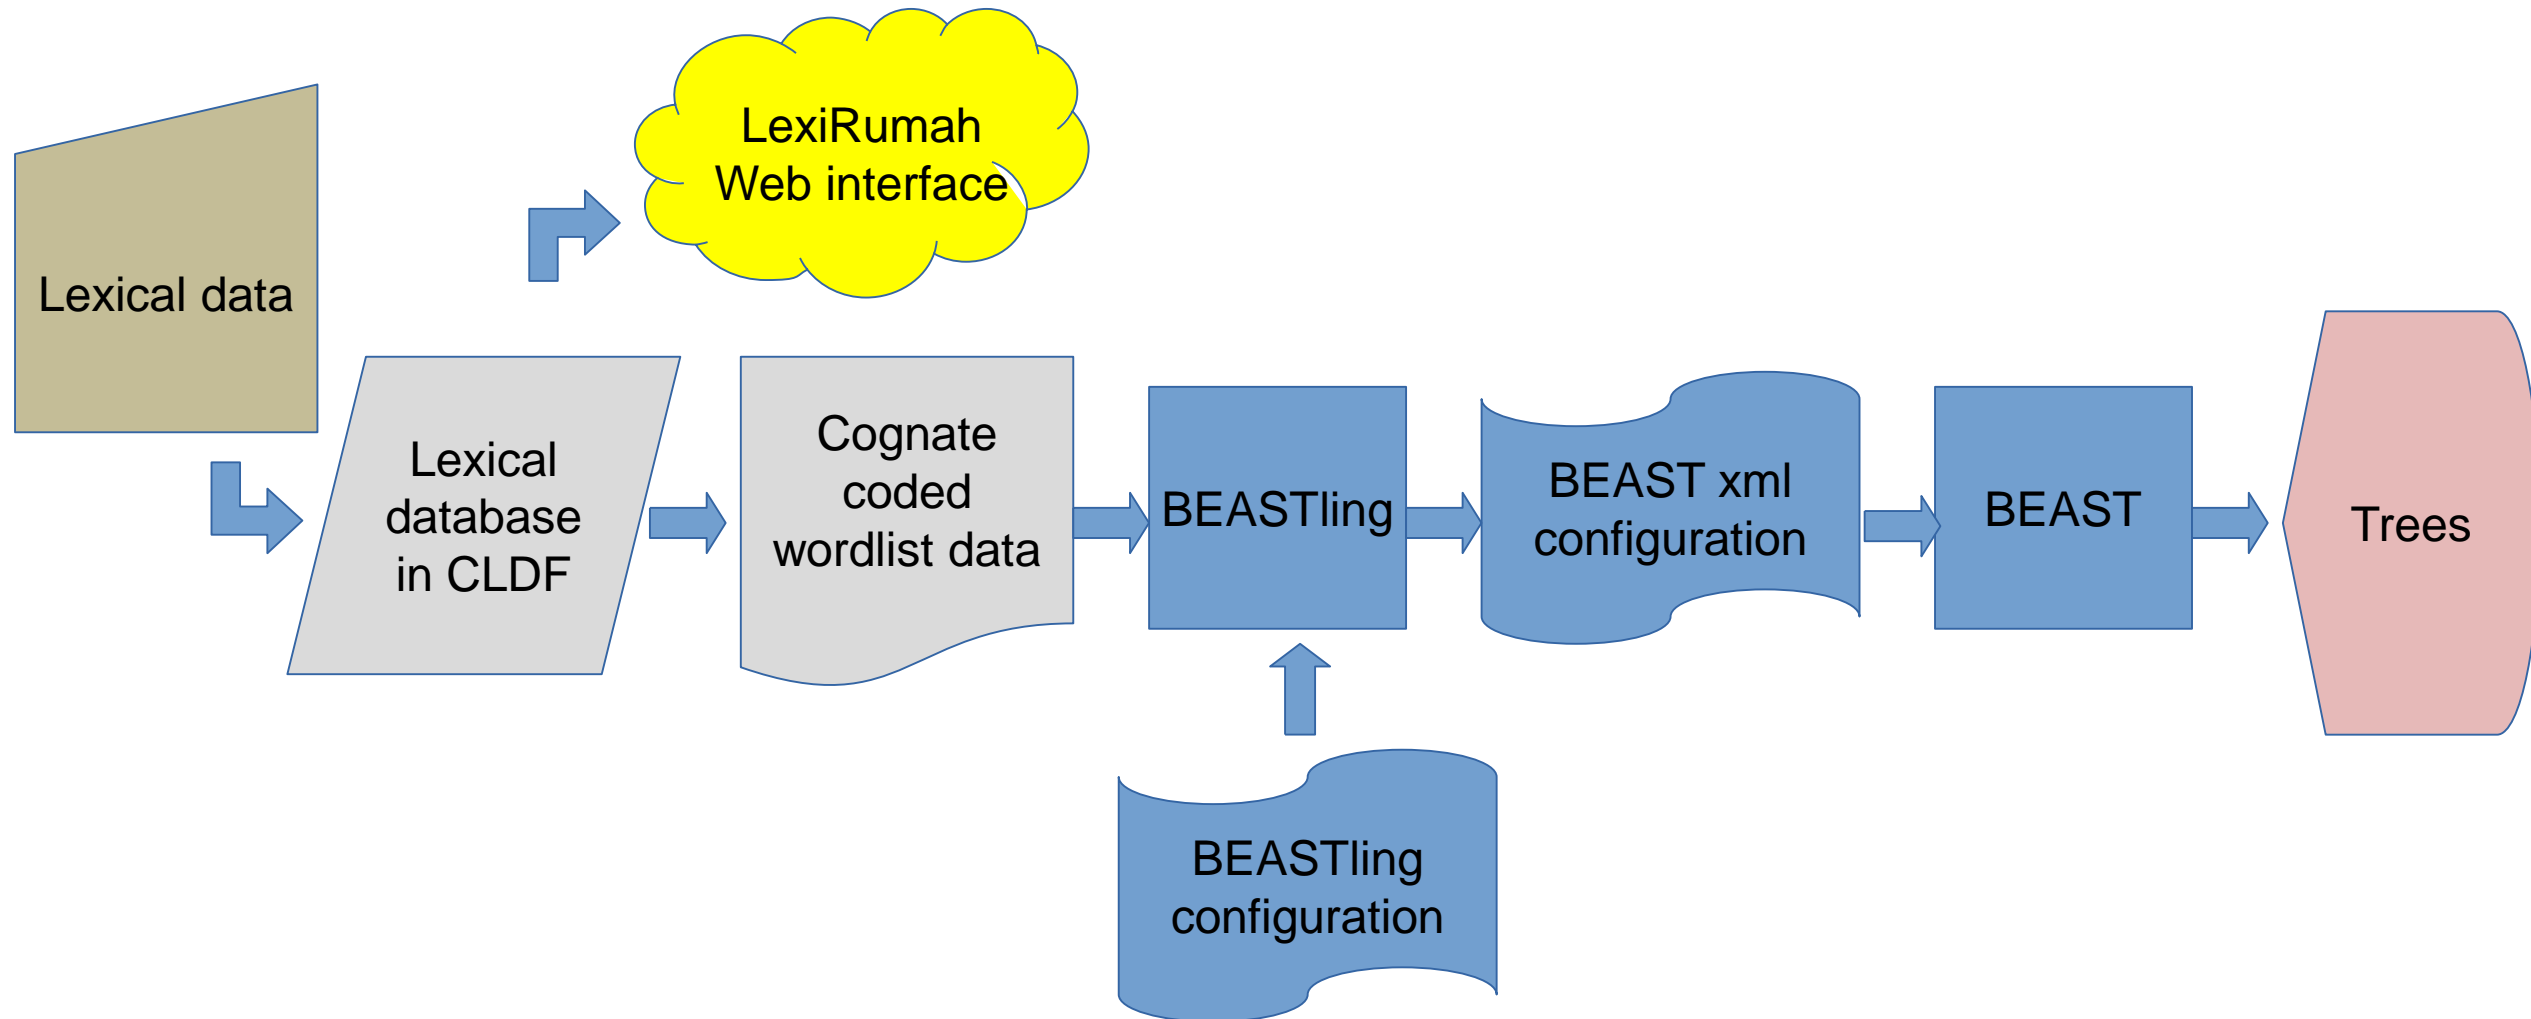 LexiRumah
Web interface
Lexical data
Lexical
database
in CLDF
Cognate
coded
wordlist data
BEASTling
BEAST xml
configuration
BEAST
Trees
BEASTling
configuration